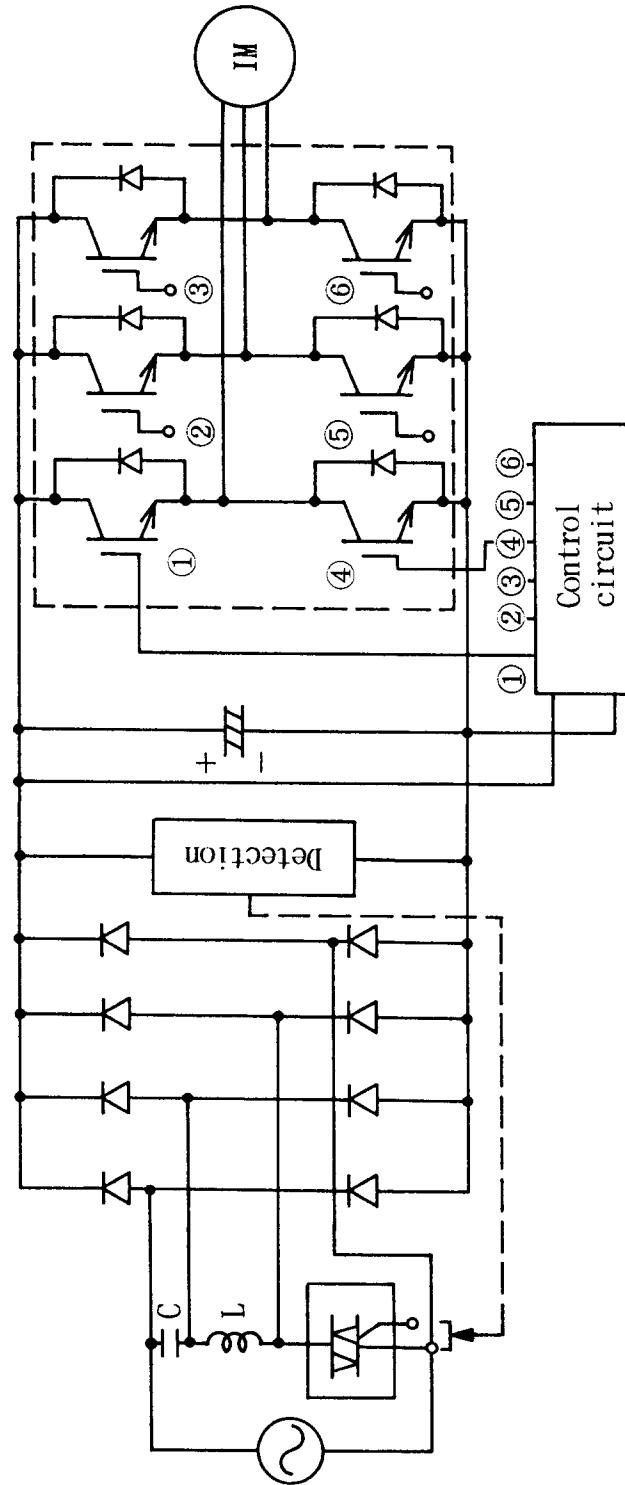 IM
③
⑥
②
⑤
①
④
+
−
Detection
C
L
① ② ③ ④ ⑤ ⑥
Control
circuit